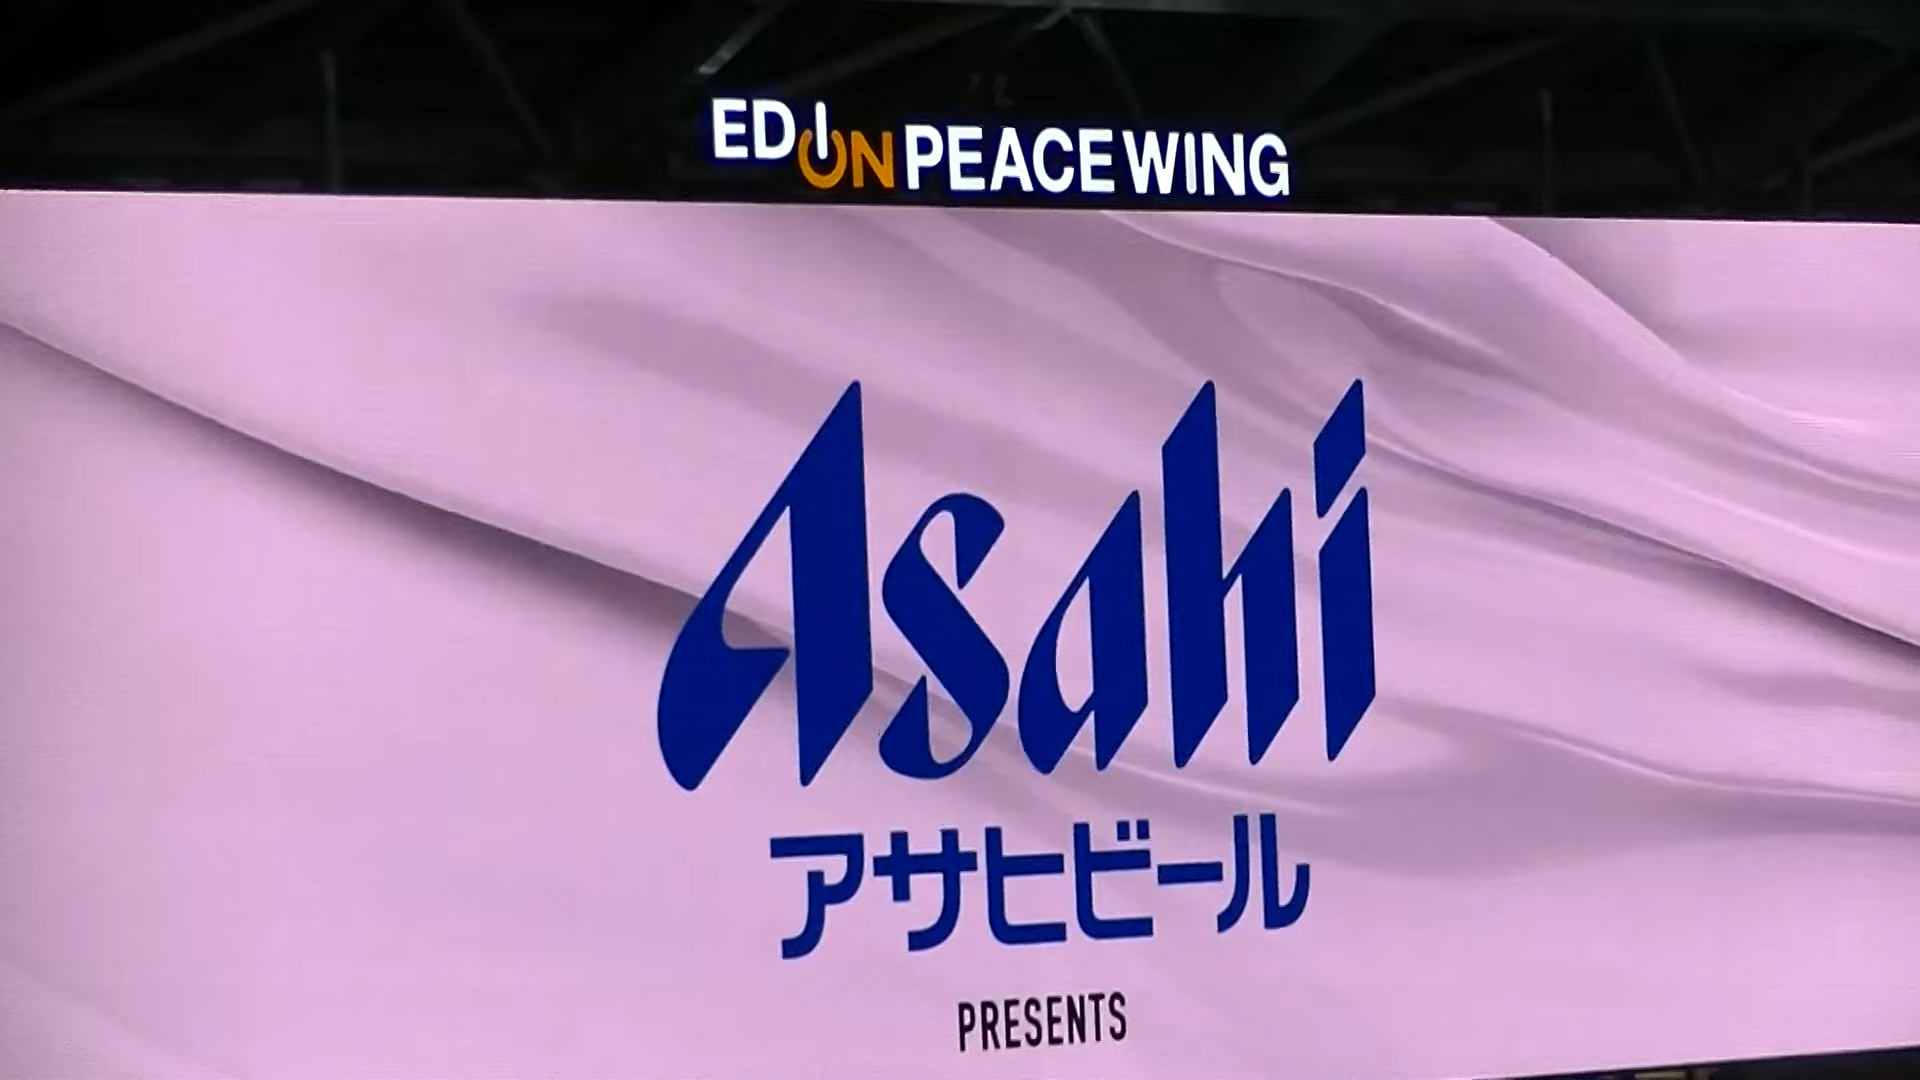 EDION PEACE WING
Asahi
アサヒビール
PRESENTS